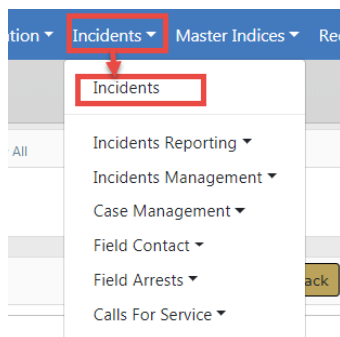 tion Incidents Master Indices Re
Incidents
All
Incidents Reporting
Incidents Management
Case Management
Field Contact
Field Arrests
ack
Calls For Service